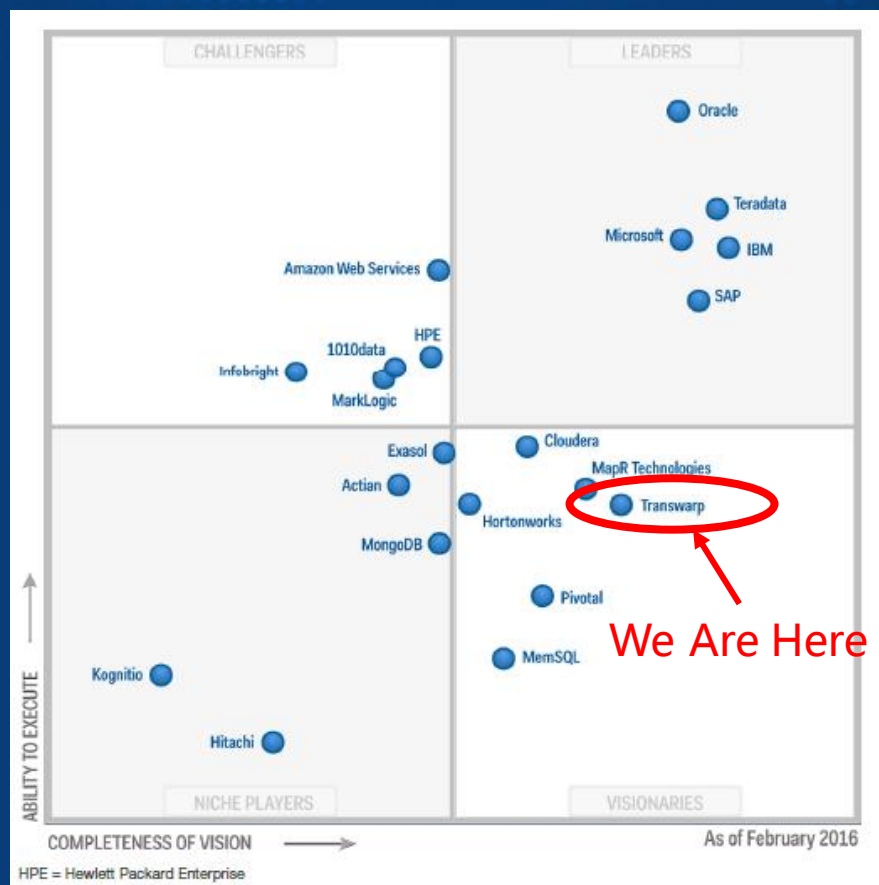 CHALLENGERS
LEADERS
Oracle
Teradata
Microsoft
IBM
Amazon Web Services
SAP
HPE
1010data
Infobright
MarkLogic
Cloudera
Exasol
MapR Technologies
Actian
Transwarp
Hortonworks
MongoDB
Pivotal
We Are Here
MemSQL
Kognitio
Hitachi
ABILITY TO EXECUTE
NICHE PLAYERS
VISIONARIES
COMPLETENESS OF VISION
As of February 2016
HPE = Hewlett Packard Enterprise